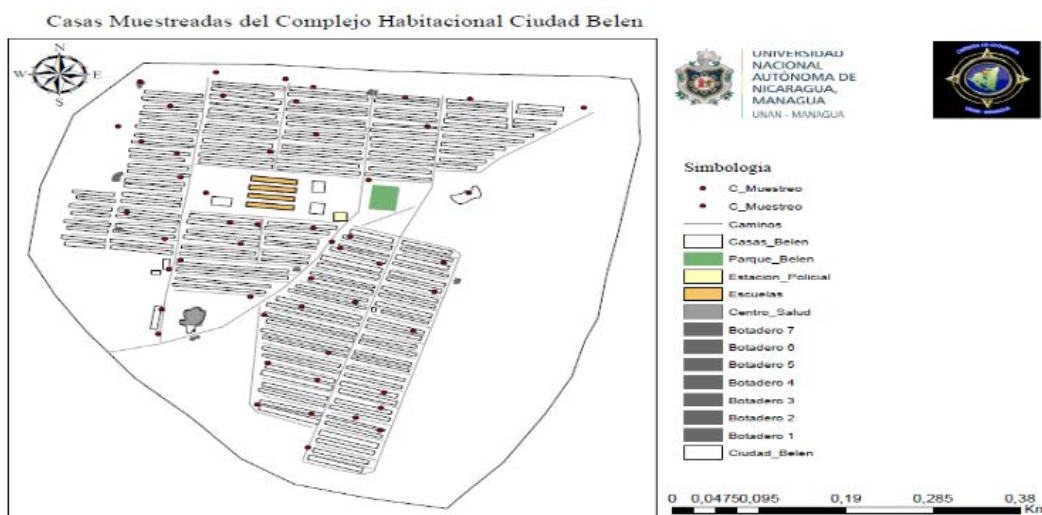 Casas Muestreadas del Complejo Habitacional Ciudad Belen
N
W E
S
UNIVERSIDAD
NACIONAL
AUTÓNOMA DE
NICARAGUA,
MANAGUA
UNAN - MANAGUA
Simbología
C_Muestreo
C_Muestreo
Caminos
Casas_Belen
Parque_Belen
Estacion_Policial
Escuelas
Centro_Salud
Botadero 7
Botadero 6
Botadero 5
Botadero 4
Botadero 3
Botadero 2
Botadero 1
Ciudad_Belen
0 0,04750,095 0,19 0,285 0,38
Km